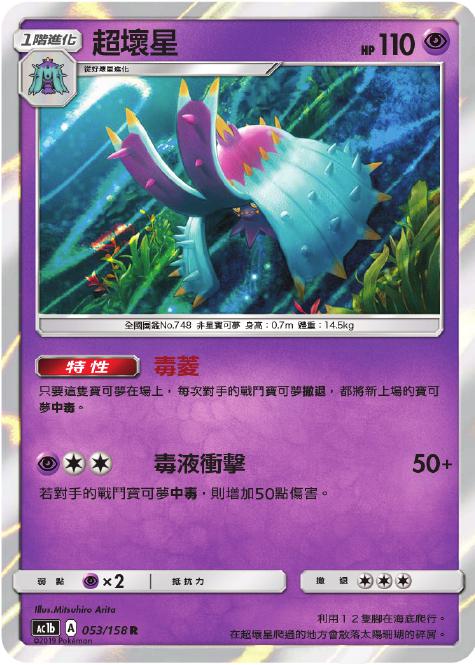 1階進化
超壞星
HP 110
從好壞星進化
全國圖鑑No.748 非星寶可夢 身高：0.7m 體重：14.5kg
特性 毒菱
只要這隻寶可夢在場上，每次對手的戰鬥寶可夢撤退，都將新上場的寶可
夢中毒。
毒液衝擊 50+
若對手的戰鬥寶可夢中毒，則增加50點傷害。
弱點 ×2 抵抗力 撤退
Illus.Mitsuhiro Arita
AC1b A 053/158 R
©2019 Pokémon
利用12隻腳在海底爬行。
在超壞星爬過的地方會散落太陽珊瑚的碎屑。